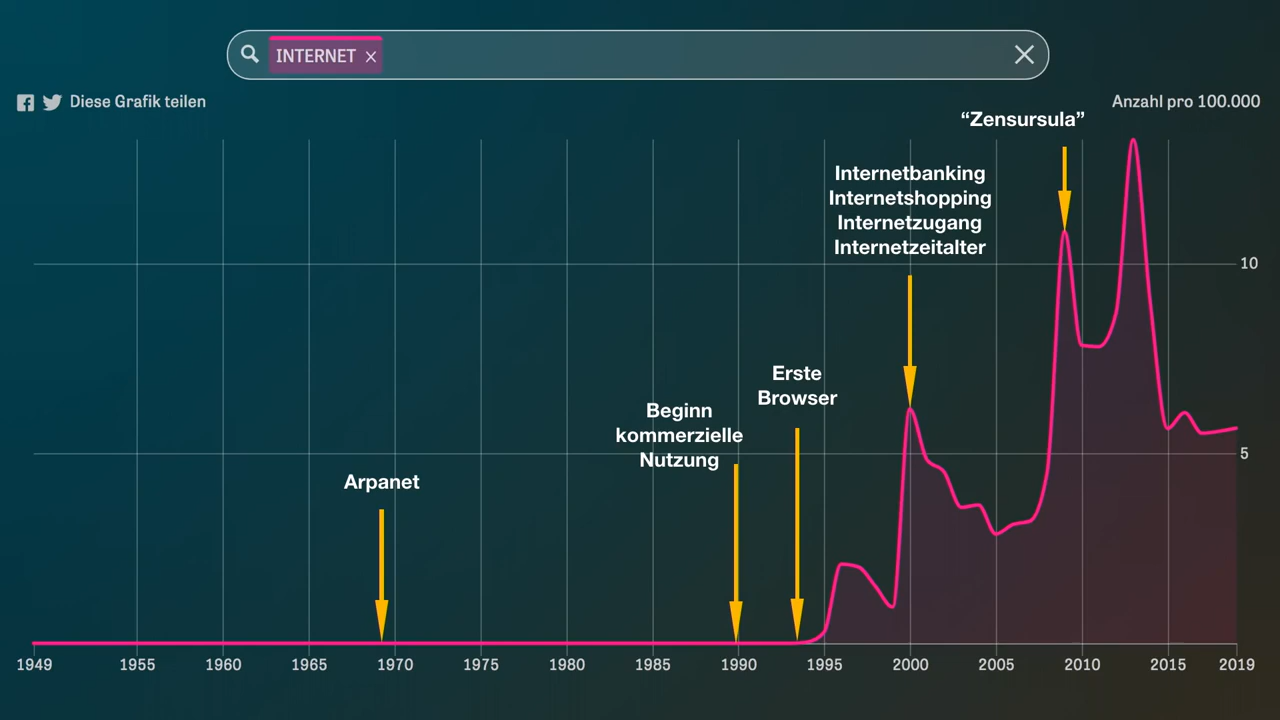 INTERNET ×
Diese Grafik teilen
Anzahl pro 100.000
“Zensursula”
Internetbanking
Internetshopping
Internetzugang
Internetzeitalter
10
Erste
Browser
Beginn
kommerzielle
Nutzung
5
Arpanet
1949 1955 1960 1965 1970 1975 1980 1985 1990 1995 2000 2005 2010 2015 2019